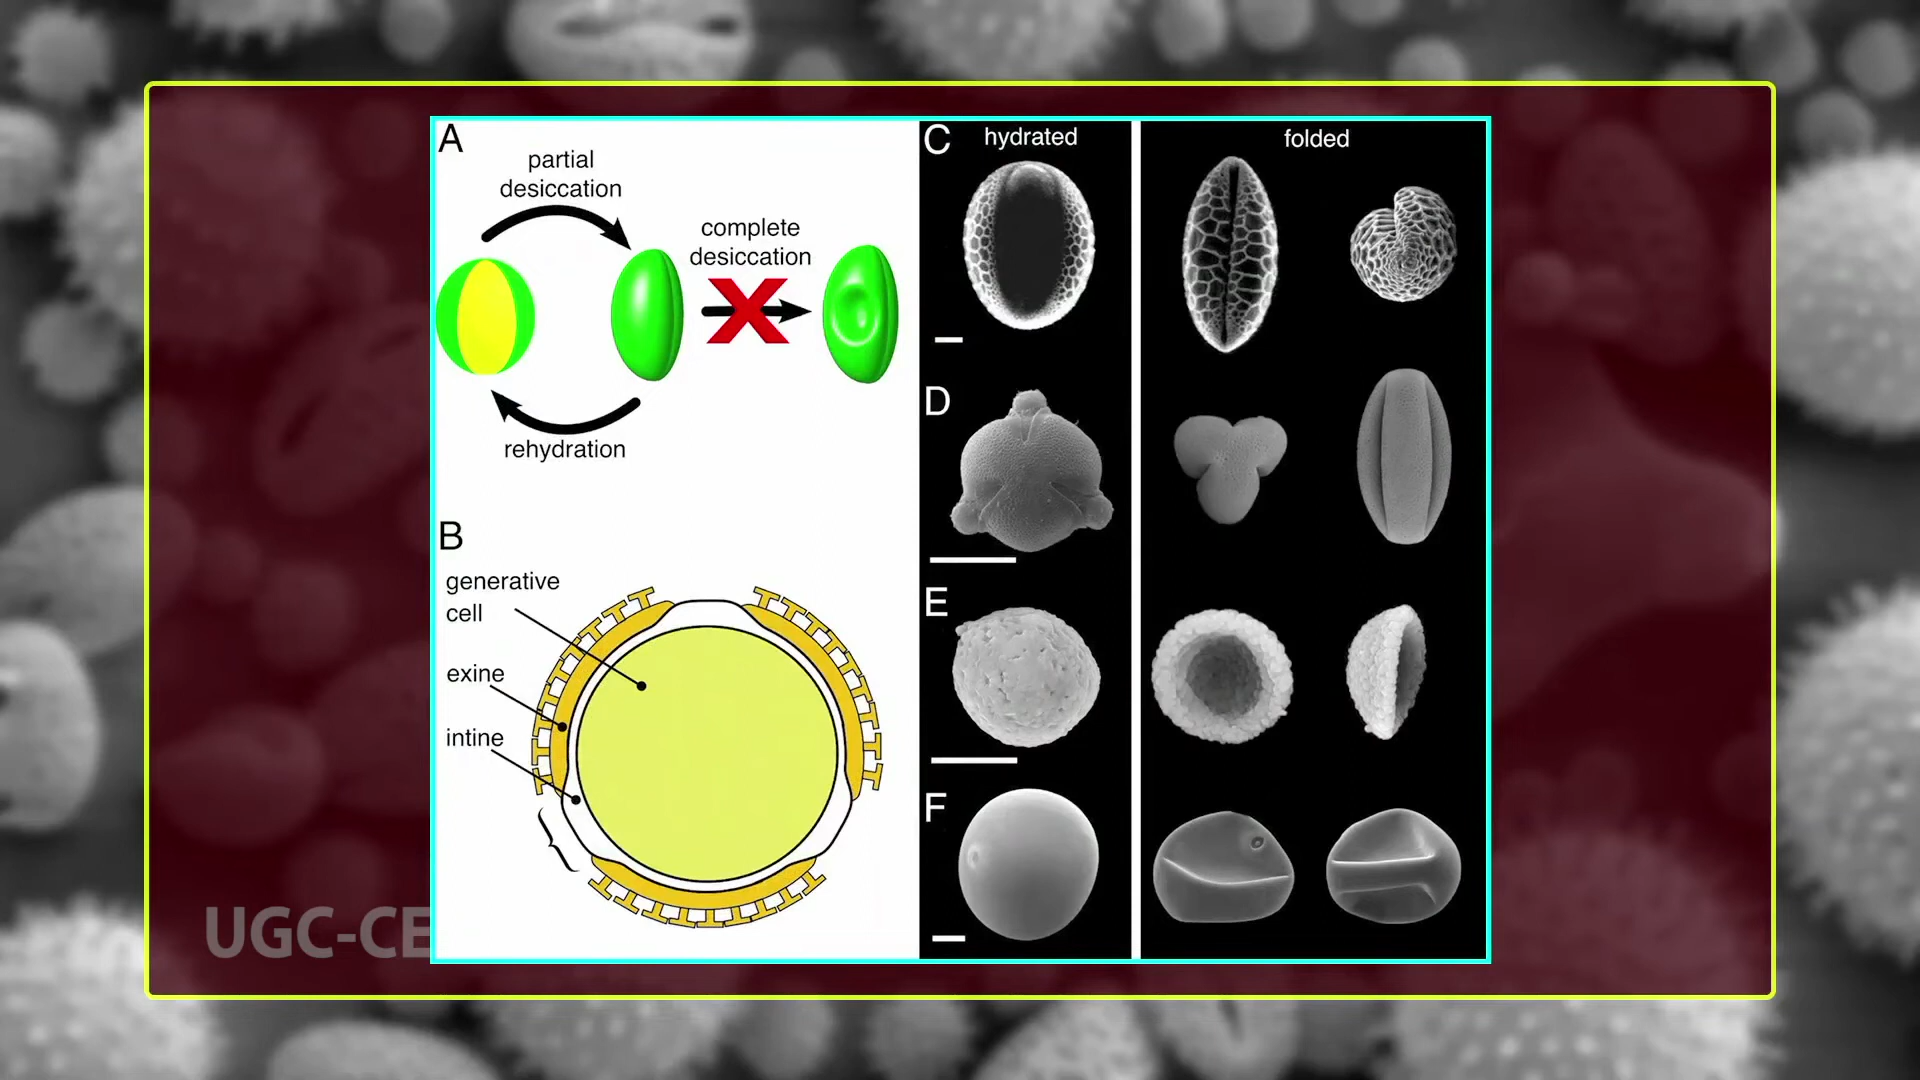 A
partial
desiccation
complete
desiccation
rehydration
B
generative
cell
exine
intine
C
hydrated
folded
D
E
F
UGC-CE